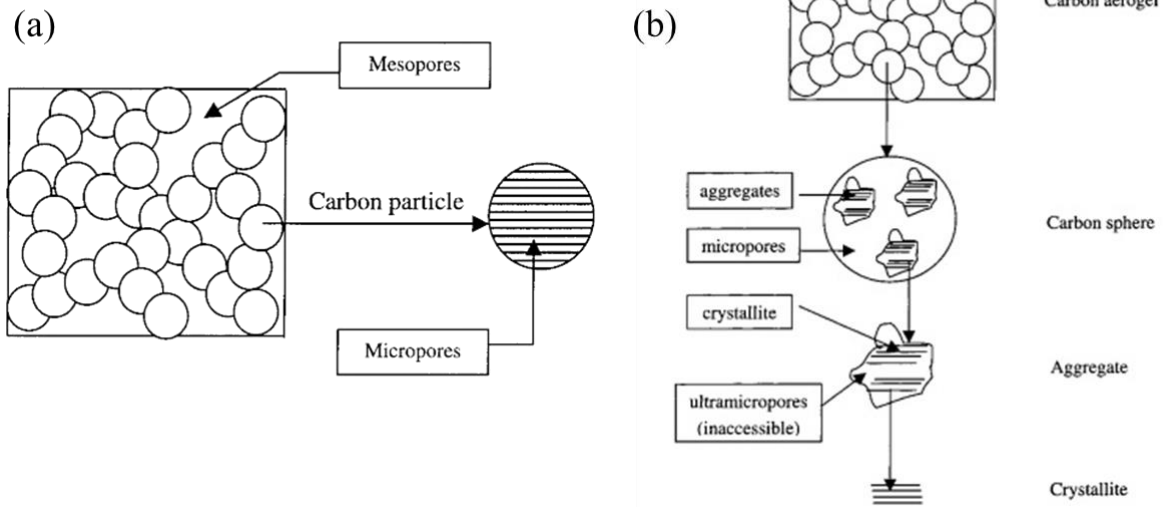 (a)
Mesopores
Carbon particle
Micropores
(b)
Carbon aerogel
aggregates
micropores
Carbon sphere
crystallite
Aggregate
ultramicropores
(inaccessible)
Crystallite